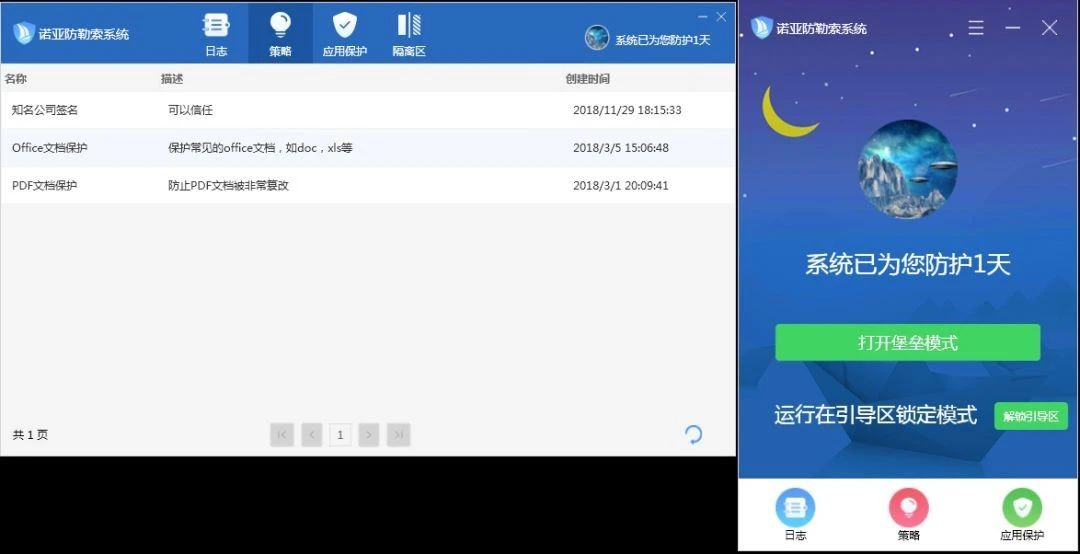 诺亚防勒索系统
日志
策略
应用保护
隔离区
系统已为您防护1天
名称 描述 创建时间
知名公司签名 可以信任 2018/11/29 18:15:33
Office文档保护 保护常见的office文档，如doc，xls等 2018/3/5 15:06:48
PDF文档保护 防止PDF文档被非常篡改 2018/3/1 20:09:41
共 1 页
1
诺亚防勒索系统
系统已为您防护1天
打开堡垒模式
运行在引导区锁定模式
解锁引导区
日志
策略
应用保护